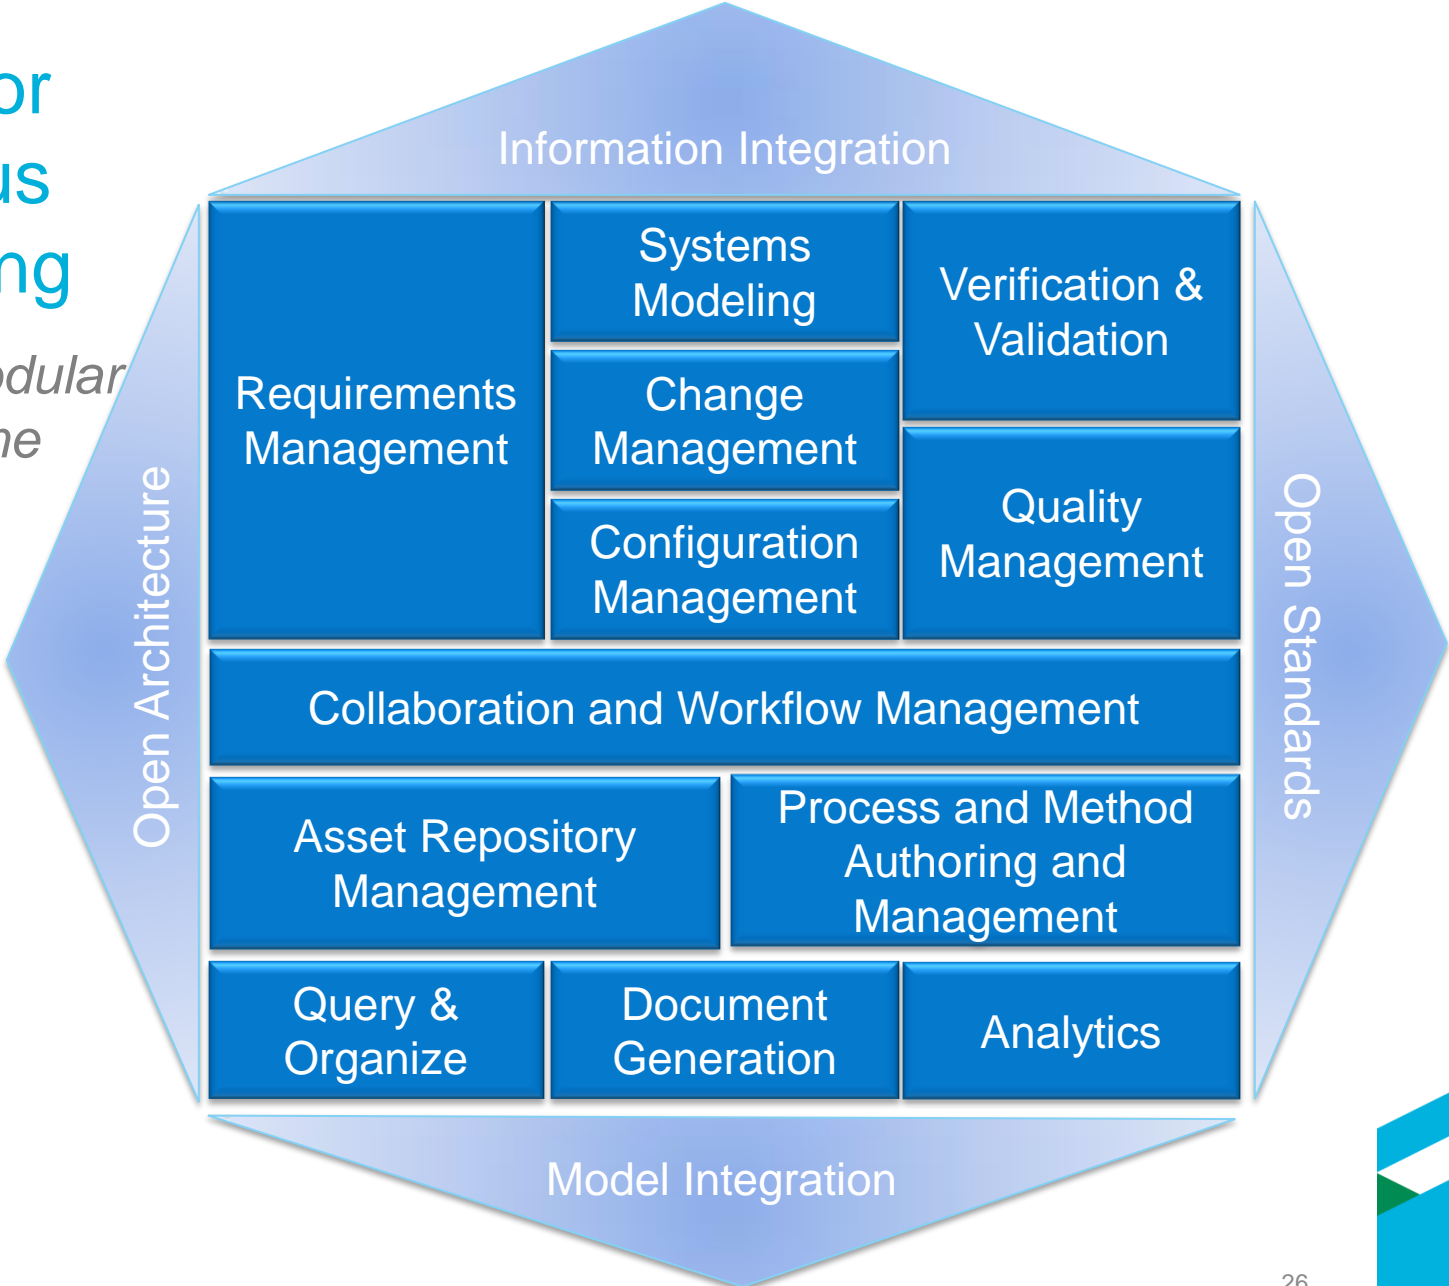 or
us
ng
odular
ne
Information Integration
Open Architecture
Requirements
Management
Systems
Modeling
Change
Management
Configuration
Management
Verification &
Validation
Quality
Management
Open Standards
Collaboration and Workflow Management
Asset Repository
Management
Process and Method
Authoring and
Management
Query &
Organize
Document
Generation
Analytics
Model Integration
26